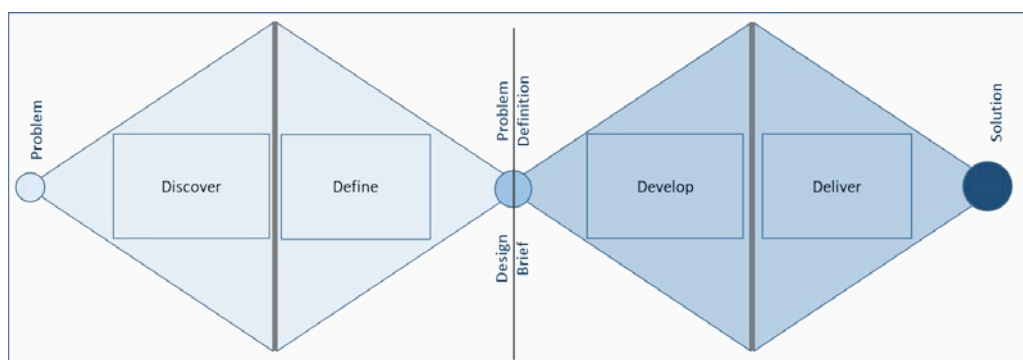 Problem
Discover
Define
Problem
Definition
Design
Brief
Develop
Deliver
Solution